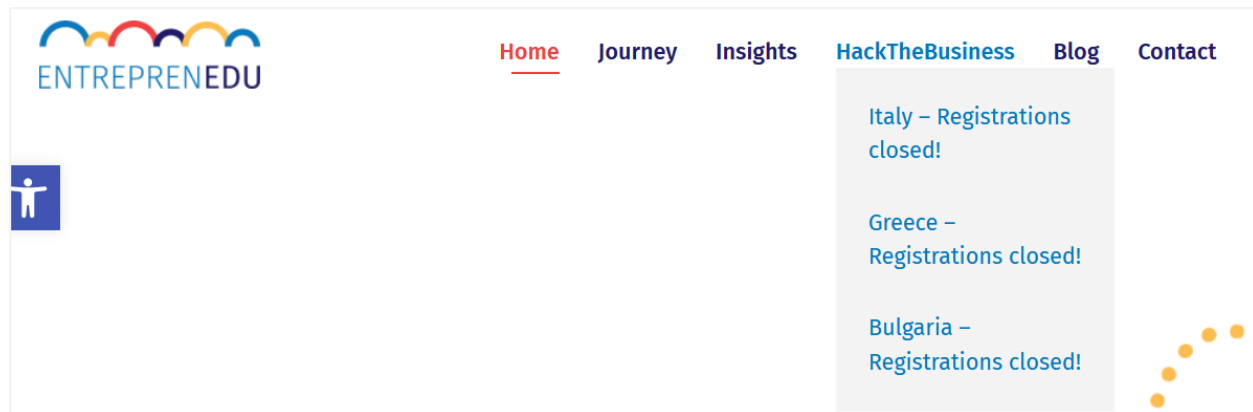 ENTREPRENEDU
Home Journey Insights HackTheBusiness Blog Contact
Italy – Registrations
closed!
Greece –
Registrations closed!
Bulgaria –
Registrations closed!